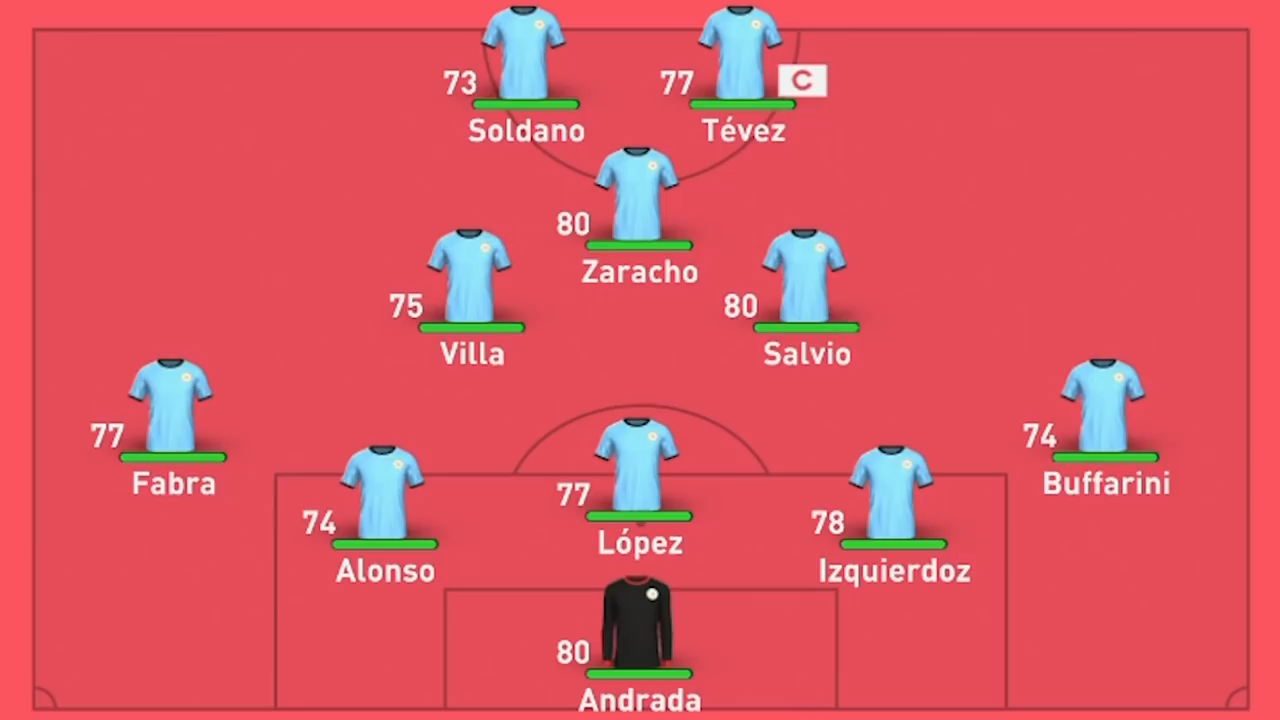 73
Soldano
77
C
Tévez
80
Zaracho
75
Villa
80
Salvio
77
Fabra
74
Buffarini
74
Alonso
77
López
78
Izquierdoz
80
Andrada